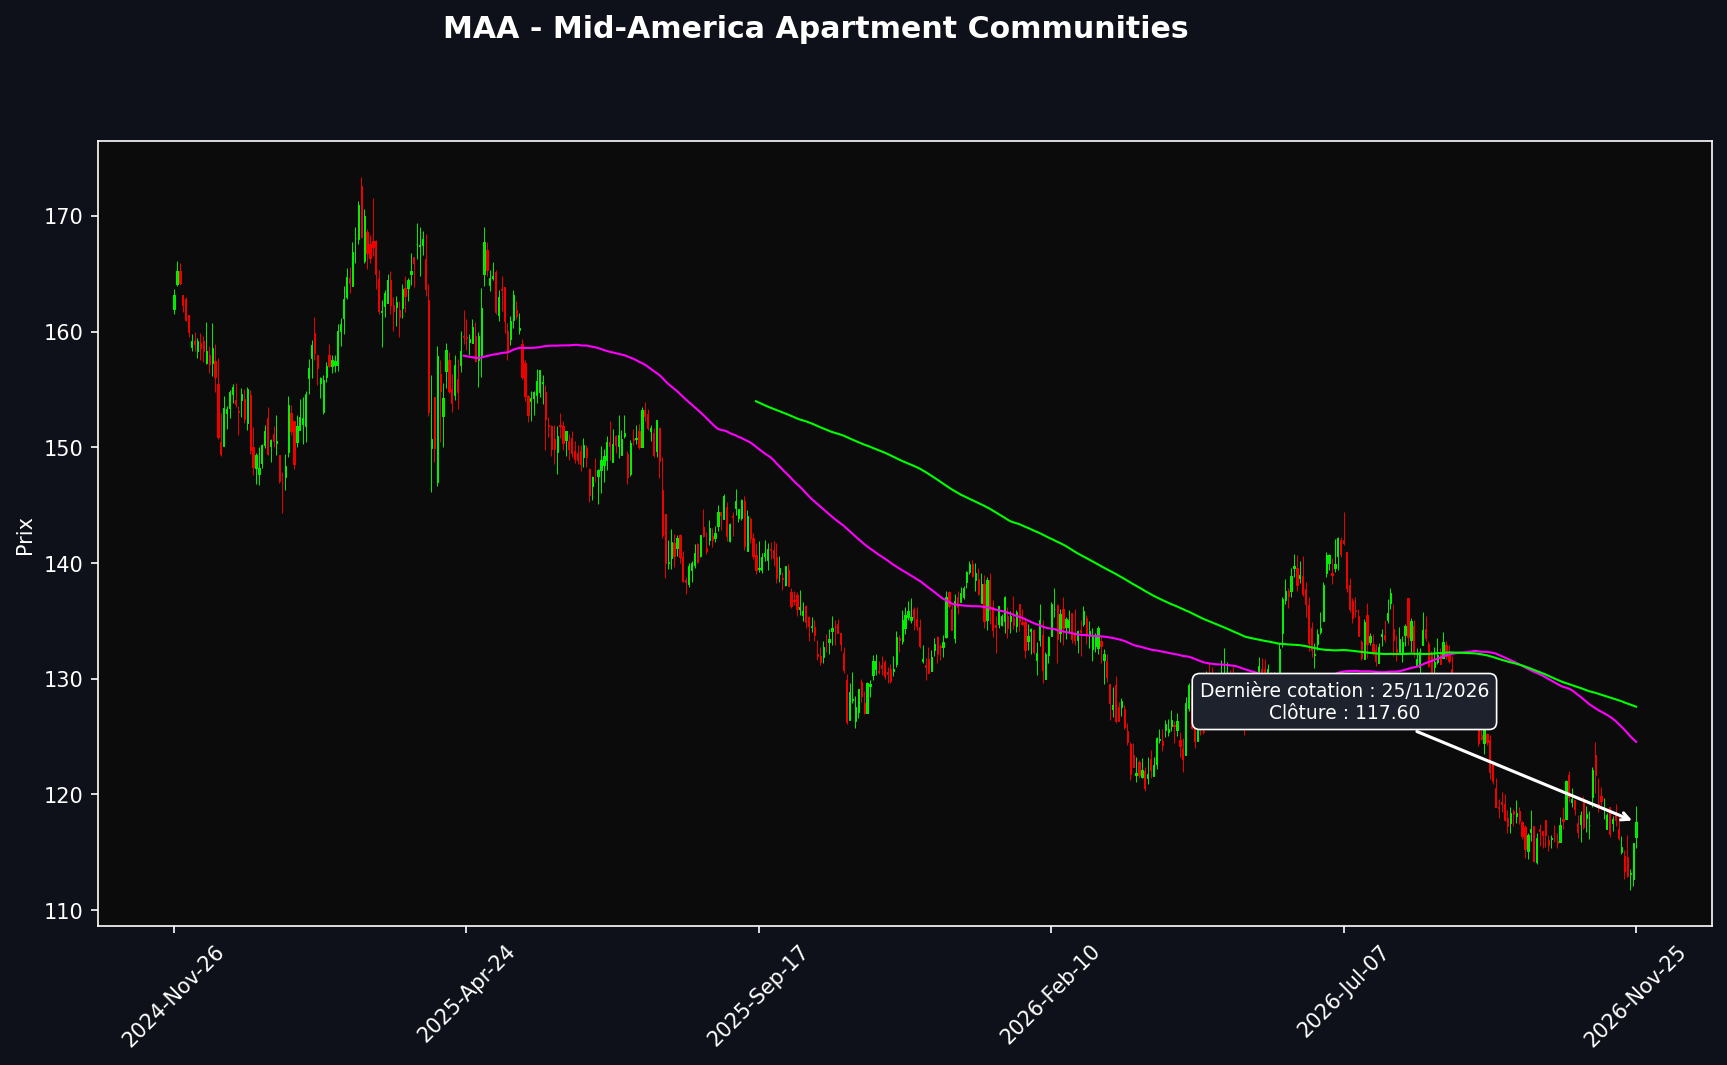 MAA - Mid-America Apartment Communities
Prix
170
160
150
140
130
120
110
Dernière cotation : 25/11/2026
Clôture : 117.60
2024-Nov-26
2025-Apr-24
2025-Sep-17
2026-Feb-10
2026-Jul-07
2026-Nov-25